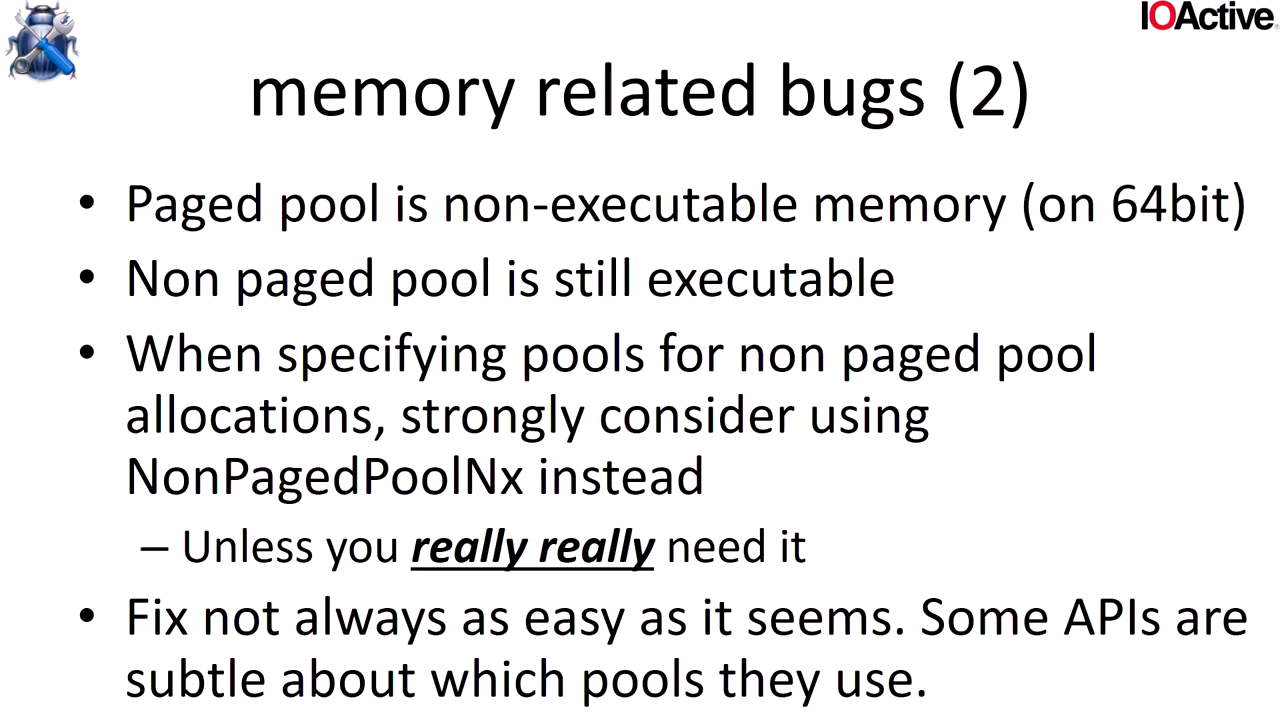 IOActive
memory related bugs (2)
• Paged pool is non-executable memory (on 64bit)
• Non paged pool is still executable
• When specifying pools for non paged pool
allocations, strongly consider using
NonPagedPoolNx instead
– Unless you really really need it
• Fix not always as easy as it seems. Some APIs are
subtle about which pools they use.